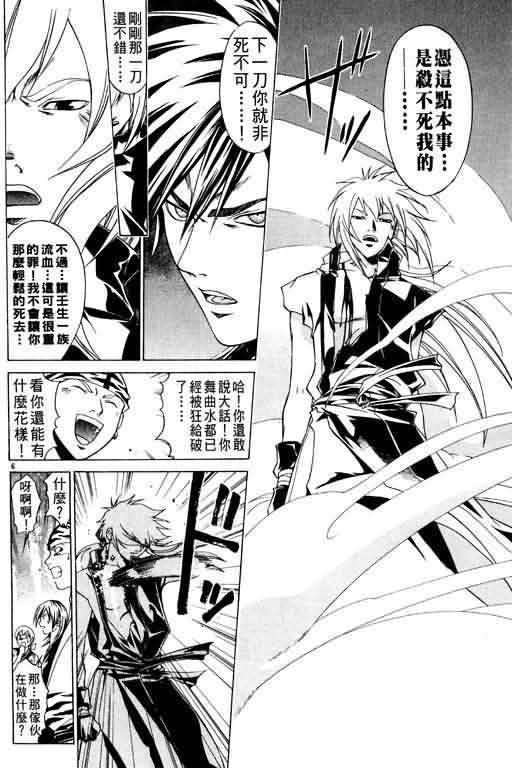 憑這點本事…
是殺不死我的
……
下一刀你就非
死不可……！
剛剛那一刀
還不錯……
不過…讓壬生一族
流血…這可是很重
的罪！我不會讓你
那麼輕鬆的死去…
哈！你還敢
說大話！你
舞曲水都已
經被狂給破
了……
看你還能有
什麼花樣！
6
ドドド
什麼？
呀啊啊！
那…那傢伙
在做什麼？